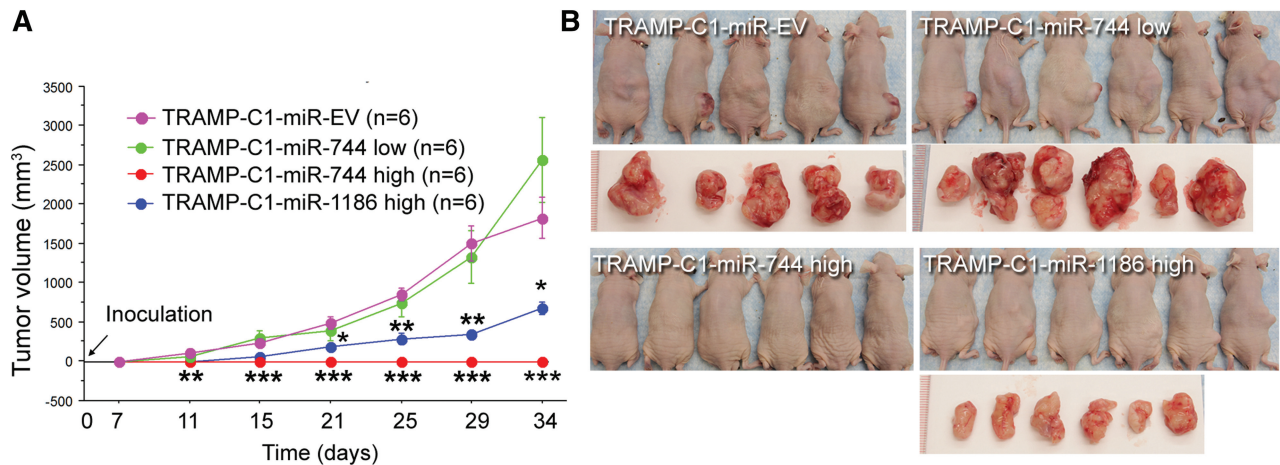 A
Tumor volume (mm³)
3500
3000
2500
2000
1500
1000
500
0
-500
TRAMP-C1-miR-EV (n=6)
TRAMP-C1-miR-744 low (n=6)
TRAMP-C1-miR-744 high (n=6)
TRAMP-C1-miR-1186 high (n=6)
Inoculation
*
** ** *
** *** *** *** *** ***
0 7 11 15 21 25 29 34
Time (days)
B
TRAMP-C1-miR-EV
TRAMP-C1-miR-744 low
TRAMP-C1-miR-744 high
TRAMP-C1-miR-1186 high